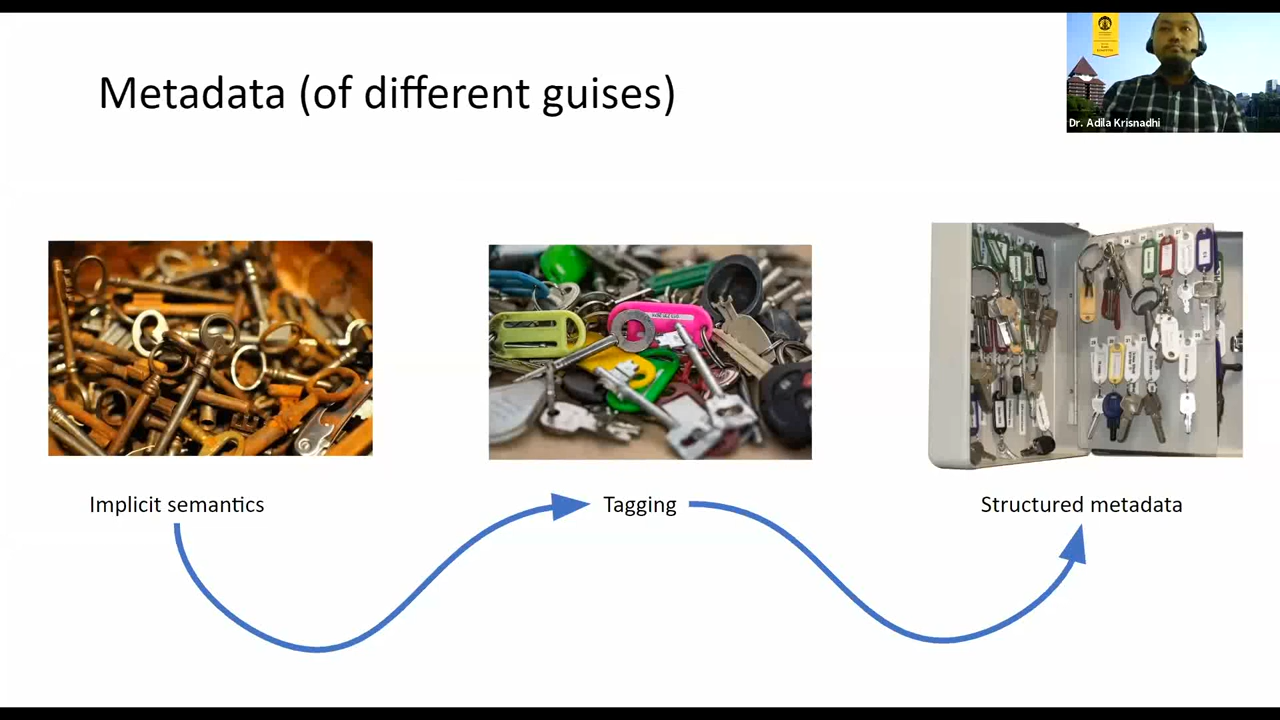 Metadata (of different guises)
Dr. Adila Krisnadhi
Implicit semantics
Tagging
Structured metadata